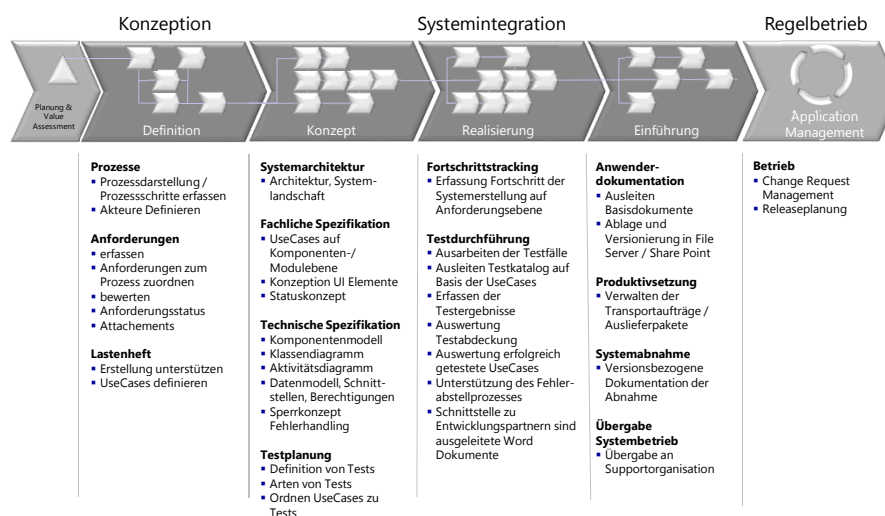 Konzeption
Systemintegration
Regelbetrieb
Planung &
Value
Assessment
Definition
Konzept
Realisierung
Einführung
Application
Management
Prozesse
▪ Prozessdarstellung /
Prozessschritte erfassen
▪ Akteure Definieren
Anforderungen
▪ erfassen
▪ Anforderungen zum
Prozess zuordnen
▪ bewerten
▪ Anforderungsstatus
▪ Attachements
Lastenheft
▪ Erstellung unterstützen
▪ UseCases definieren
Systemarchitektur
▪ Architektur, System-
landschaft
Fachliche Spezifikation
▪ UseCases auf
Komponenten-/
Modulebene
▪ Konzeption UI Elemente
▪ Statuskonzept
Technische Spezifikation
▪ Komponentenmodell
▪ Klassendiagramm
▪ Aktivitätsdiagramm
▪ Datenmodell, Schnitt-
stellen, Berechtigungen
▪ Sperrkonzept
Fehlerhandling
Testplanung
▪ Definition von Tests
▪ Arten von Tests
▪ Ordnen UseCases zu
Tests
Fortschrittstracking
▪ Erfassung Fortschritt der
Systemerstellung auf
Anforderungsebene
Testdurchführung
▪ Ausarbeiten der Testfälle
▪ Ausleiten Testkatalog auf
Basis der UseCases
▪ Erfassen der
Testergebnisse
▪ Auswertung
Testabdeckung
▪ Auswertung erfolgreich
getestete UseCases
▪ Unterstützung des Fehler-
abstellprozesses
▪ Schnittstelle zu
Entwicklungspartnern sind
ausgeleitete Word
Dokumente
Anwender-
dokumentation
▪ Ausleiten
Basisdokumente
▪ Ablage und
Versionierung in File
Server / Share Point
Produktivsetzung
▪ Verwalten der
Transportaufträge /
Auslieferpakete
Systemabnahme
▪ Versionsbezogene
Dokumentation der
Abnahme
Übergabe
Systembetrieb
▪ Übergabe an
Supportorganisation
Betrieb
▪ Change Request
Management
▪ Releaseplanung